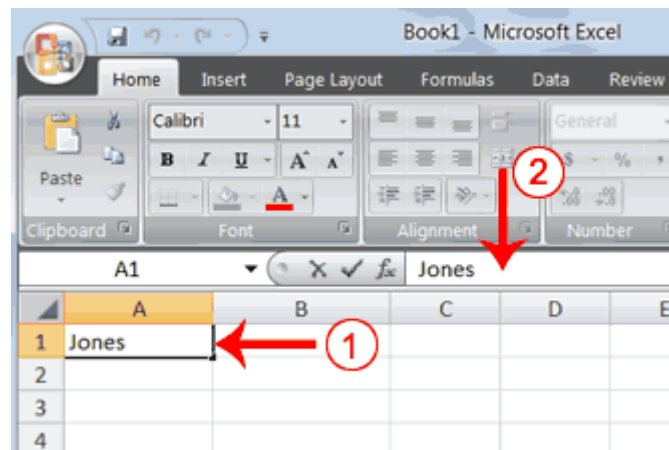 Book1 - Microsoft Excel
Home Insert Page Layout Formulas Data Review
Calibri 11 General
B I U A A $ % ,
Paste A .00
Clipboard Font Alignment Number
2
A1 fx Jones
A B C D E
1 Jones 1
2
3
4